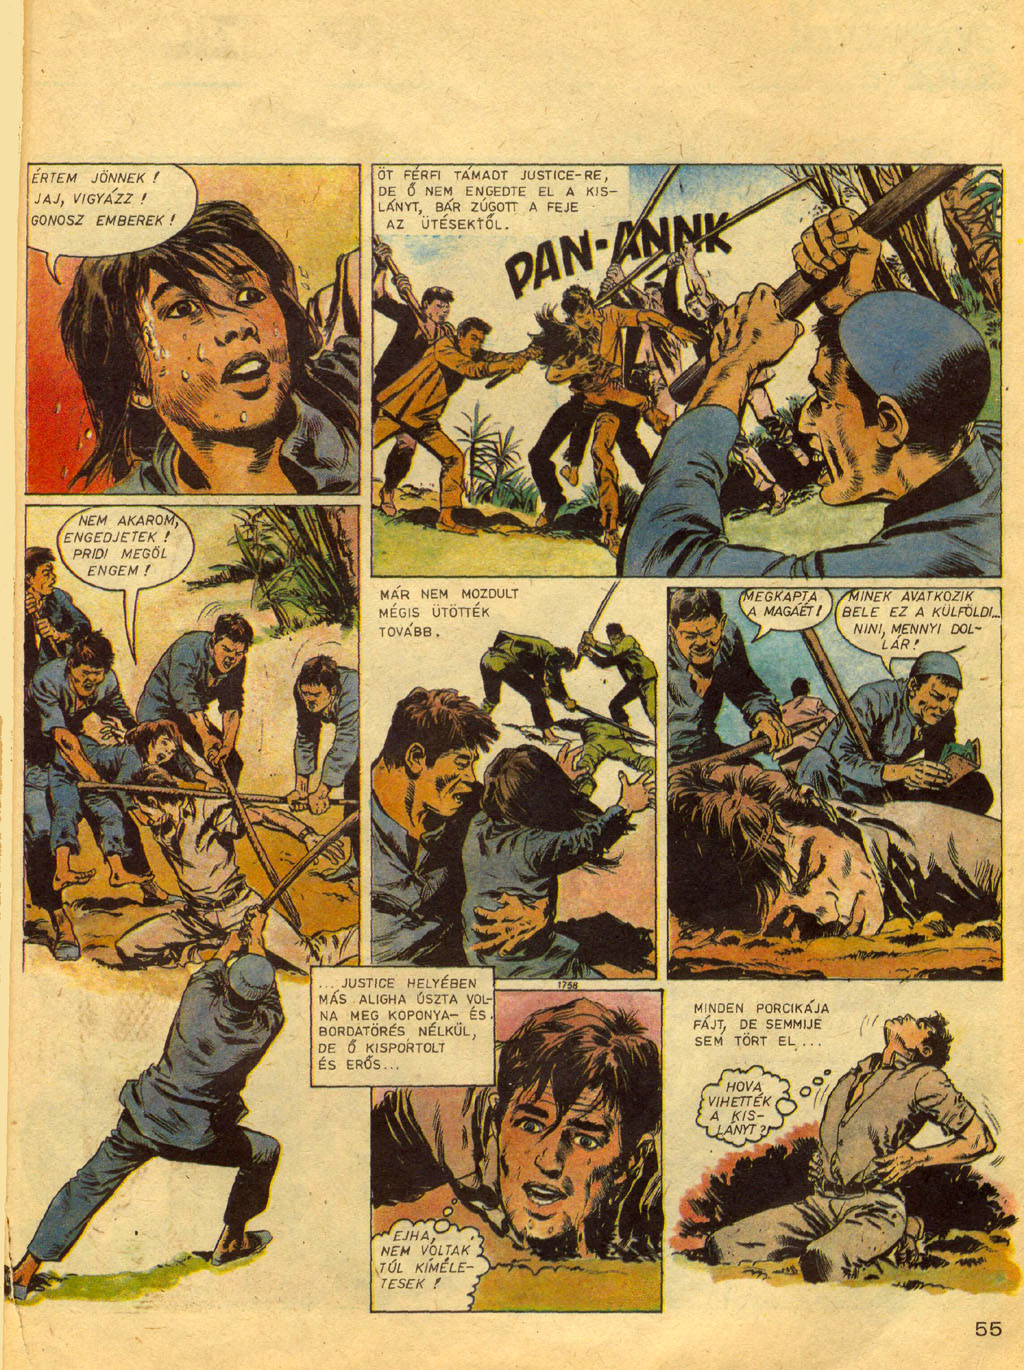 ÉRTEM JÖNNEK !
JAJ, VIGYÁZZ !
GONOSZ EMBEREK !
ÖT FÉRFI TÁMADT JUSTICE-RE,
DE Ő NEM ENGEDTE EL A KIS-
LÁNYT, BÁR ZÚGOTT A FEJE
AZ ÜTÉSEKTŐL.
PAN-ANNK
NEM AKAROM,
ENGEDJETEK !
PRIDI MEGÖL
ENGEM !
MÁR NEM MOZDULT
MÉGIS ÜTÖTTÉK
TOVÁBB.
MEGKAPTA
A MAGÁÉT !
MINEK AVATKOZIK
BELE EZ A KÜLFÖLDI...
NINI, MENNYI DOL-
LÁR !
1758
... JUSTICE HELYÉBEN
MÁS ALIGHA ÚSZTA VOL-
NA MEG KOPONYA- ÉS
BORDATÖRÉS NÉLKÜL,
DE Ő KISPORTOLT
ÉS ERŐS...
EJHA,
NEM VOLTAK
TÚL KÍMÉLE-
TESEK !
MINDEN PORCIKÁJA
FÁJT, DE SEMMIJE
SEM TÖRT EL ...
HOVA
VIHETTÉK
A KIS-
LÁNYT ?!
55